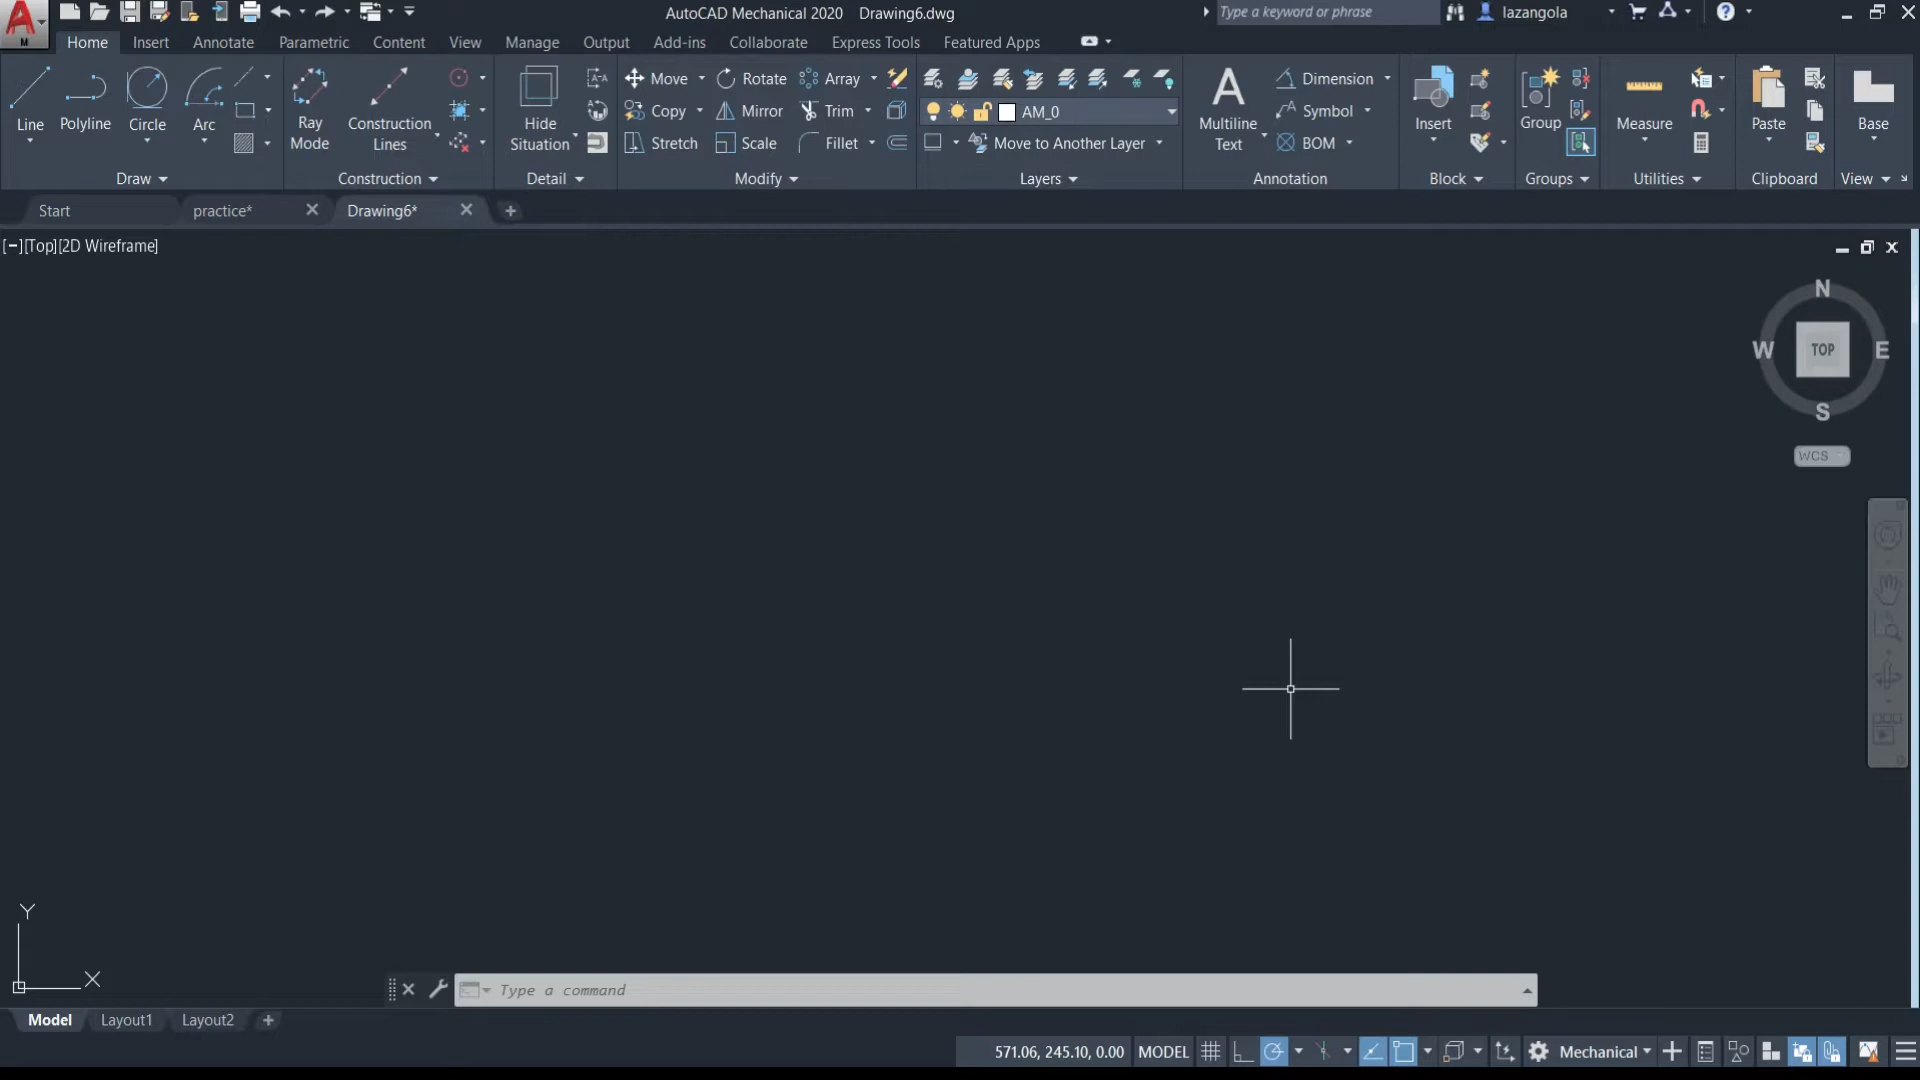 AutoCAD Mechanical 2020 Drawing6.dwg
Type a keyword or phrase
lazangola
Home Insert Annotate Parametric Content View Manage Output Add-ins Collaborate Express Tools Featured Apps
Line Polyline Circle Arc
Ray Mode
Construction Lines
Hide Situation
Move Rotate Array
Copy Mirror Trim
Stretch Scale Fillet
AM_0
Move to Another Layer
Multiline Text
Dimension
Symbol
BOM
Insert
Group
Measure
Paste
Base
Draw Construction Detail Modify Layers Annotation Block Groups Utilities Clipboard View
Start practice* Drawing6*
[–][Top][2D Wireframe]
N
W TOP E
S
WCS
Y
X
Type a command
Model Layout1 Layout2
571.06, 245.10, 0.00 MODEL Mechanical